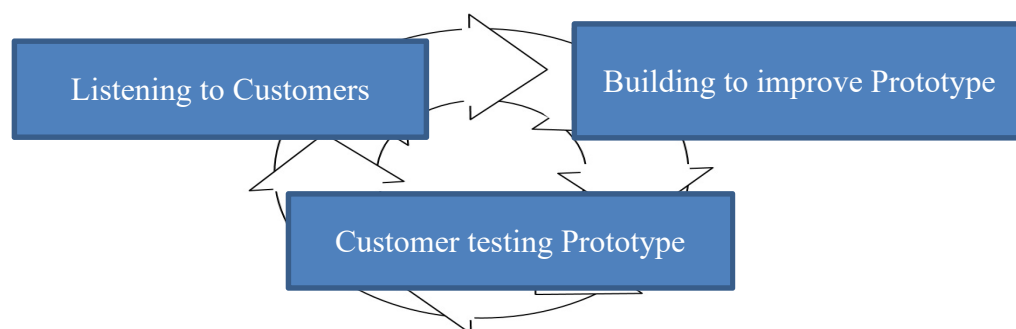 Listening to Customers
Building to improve Prototype
Customer testing Prototype